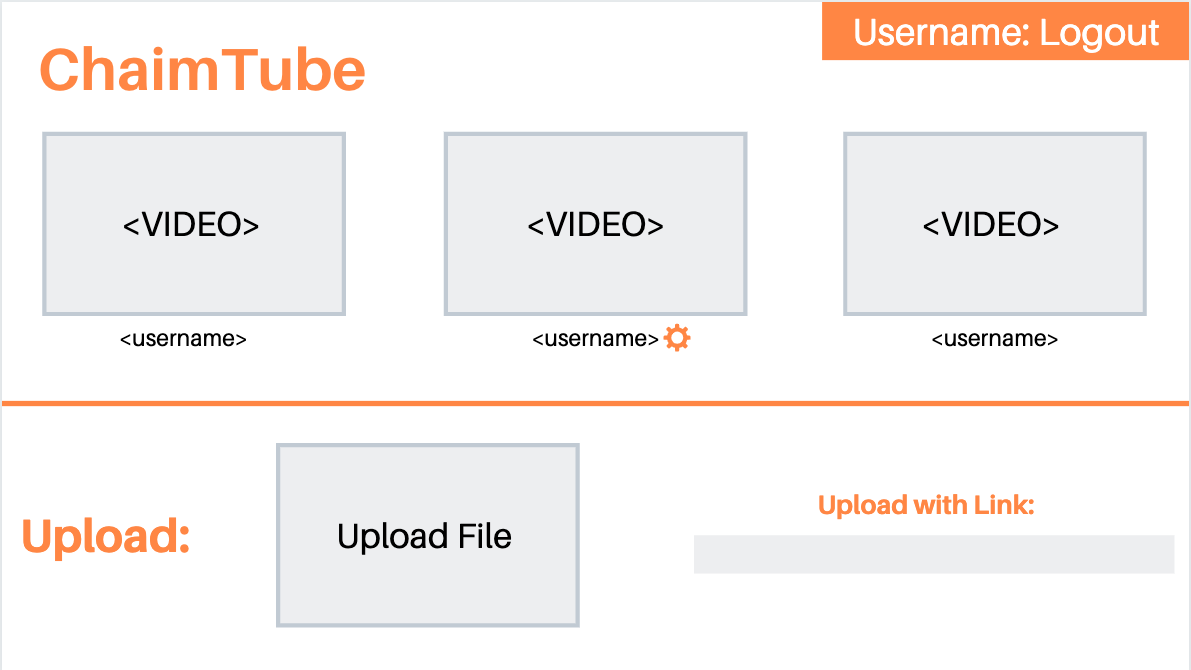 Username: Logout
ChaimTube
<VIDEO>
<VIDEO>
<VIDEO>
<username>
<username>
<username>
Upload:
Upload File
Upload with Link: